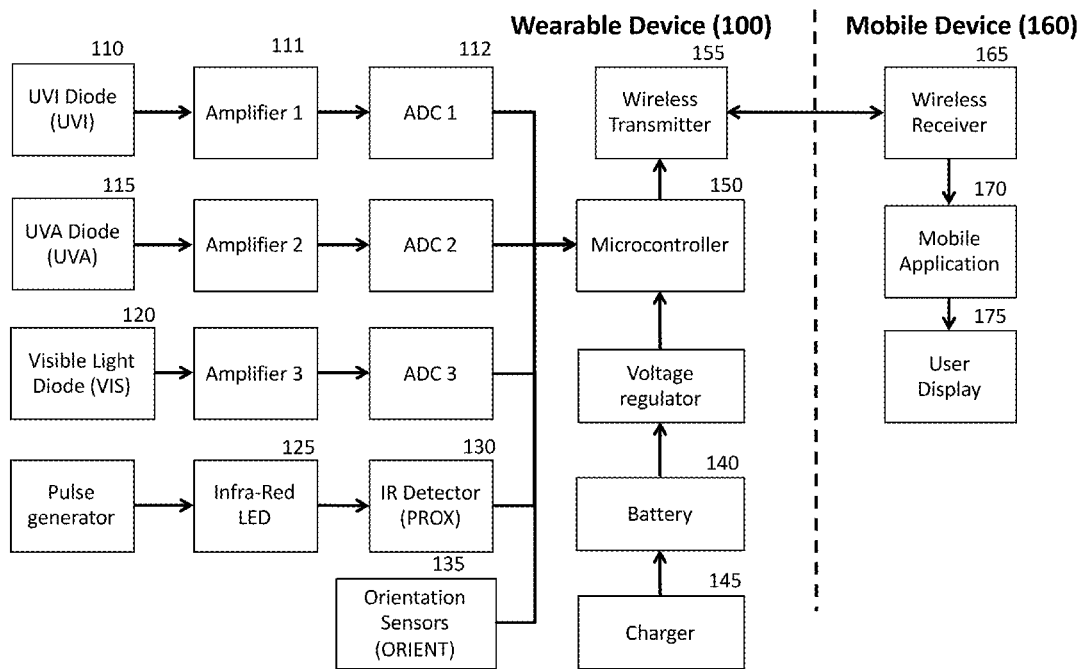 Wearable Device (100)
Mobile Device (160)
110
111
112
155
165
UVI Diode
(UVI)
Amplifier 1
ADC 1
Wireless
Transmitter
Wireless
Receiver
115
150
170
UVA Diode
(UVA)
Amplifier 2
ADC 2
Microcontroller
Mobile
Application
120
175
Visible Light
Diode (VIS)
Amplifier 3
ADC 3
Voltage
regulator
User
Display
125
130
140
Pulse
generator
Infra-Red
LED
IR Detector
(PROX)
Battery
135
145
Orientation
Sensors
(ORIENT)
Charger